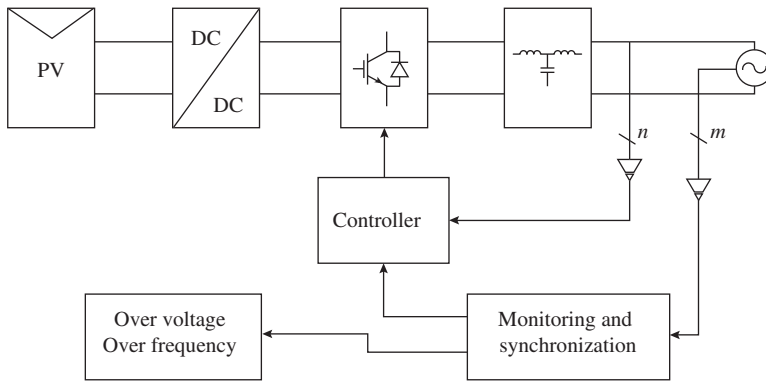 PV
DC
DC
n
m
Controller
Over voltage
Over frequency
Monitoring and
synchronization